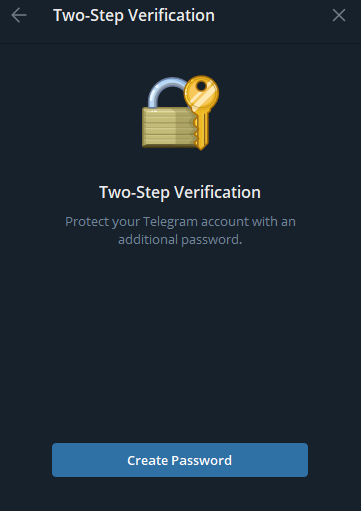 Two-Step Verification
Two-Step Verification
Protect your Telegram account with an
additional password.
Create Password